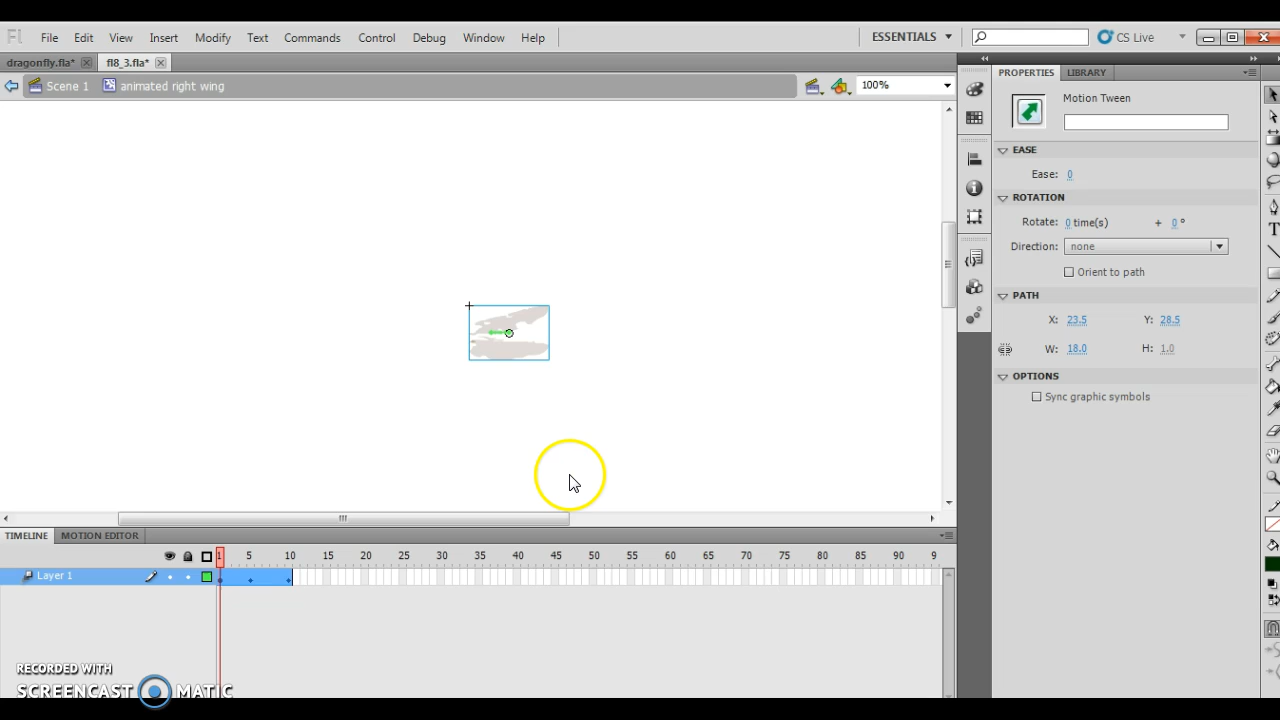 Fl File Edit View Insert Modify Text Commands Control Debug Window Help ESSENTIALS CS Live
dragonfly.fla* fl8_3.fla*
Scene 1 animated right wing 100%
PROPERTIES LIBRARY
Motion Tween
EASE
Ease: 0
ROTATION
Rotate: 0 time(s) + 0 °
Direction: none
Orient to path
PATH
X: 23.5 Y: 28.5
W: 18.0 H: 1.0
OPTIONS
Sync graphic symbols
TIMELINE MOTION EDITOR
1 5 10 15 20 25 30 35 40 45 50 55 60 65 70 75 80 85 90 9
Layer 1
RECORDED WITH
SCREENCAST MATIC